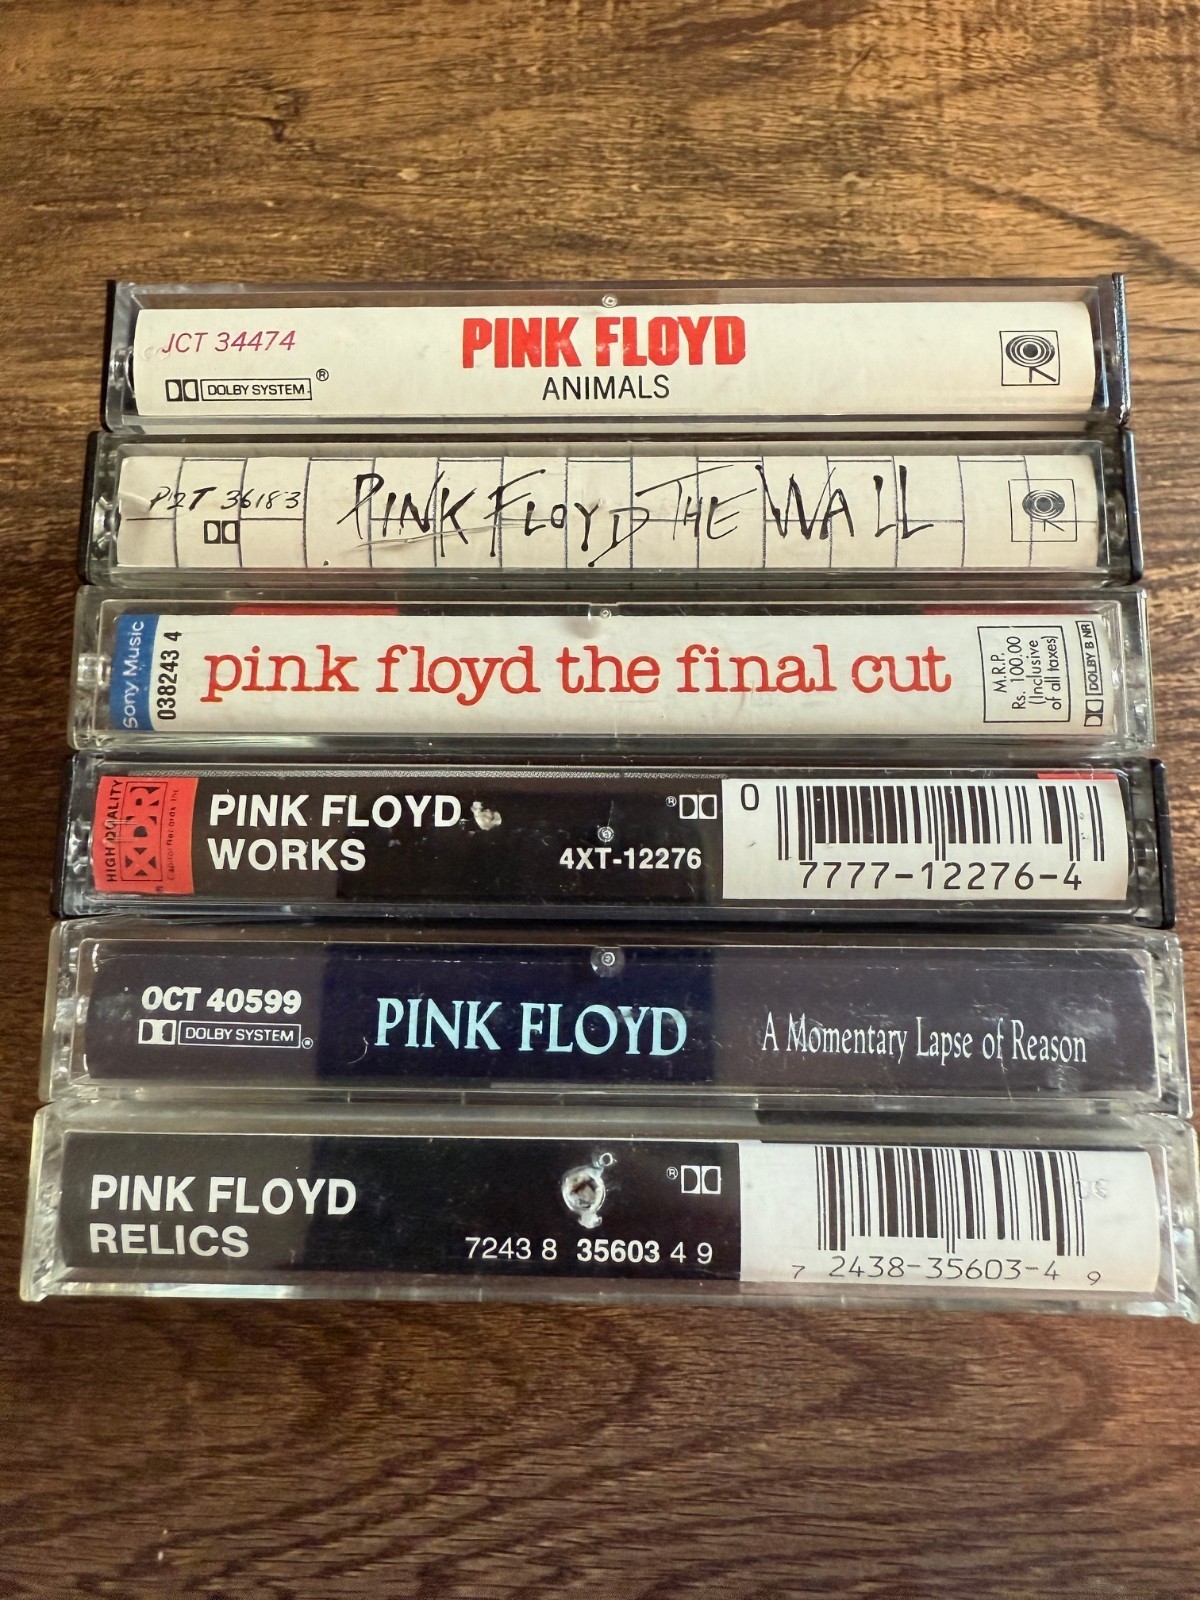 JCT 34474
DOLBY SYSTEM ®
PINK FLOYD
ANIMALS
P2T 36183
PINK FLOYD THE WALL
Sony Music
038243 4
pink floyd the final cut
M.R.P.
Rs. 100.00
(Inclusive
of all taxes)
DOLBY B NR
HIGH QUALITY
XDR
®
Capitol Records, Inc.
PINK FLOYD
WORKS
®
4XT-12276
0
7777-12276-4
OCT 40599
DOLBY SYSTEM ®
PINK FLOYD
A Momentary Lapse of Reason
PINK FLOYD
RELICS
®
7243 8 35603 4 9
7 2438-35603-4 9